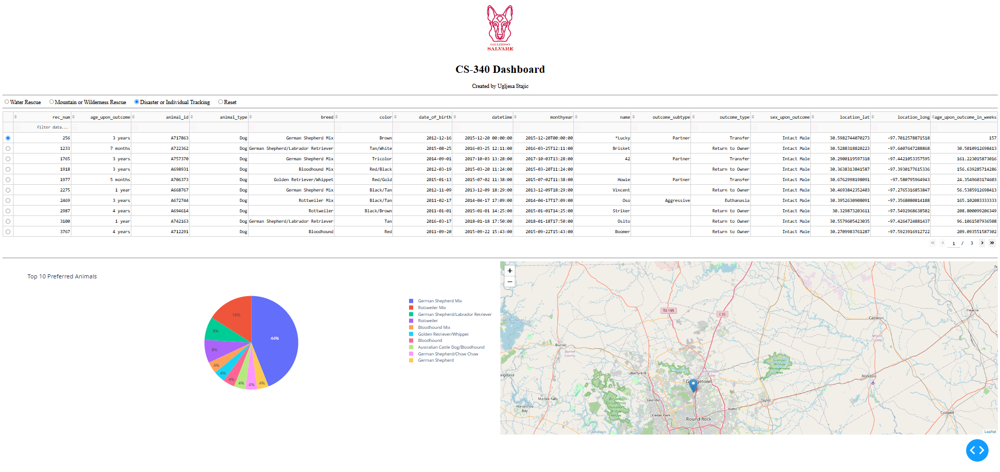 GRAZIOSO
SALVARE
CS-340 Dashboard
Created by Ugljesa Stajic
Water Rescue Mountain or Wilderness Rescue Disaster or Individual Tracking Reset
rec_num age_upon_outcome animal_id animal_type breed color date_of_birth datetime monthyear name outcome_subtype outcome_type sex_upon_outcome location_lat location_long age_upon_outcome_in_weeks
filter data...
256 3 years A717863 Dog German Shepherd Mix Brown 2012-12-16 2015-12-20 00:00:00 2015-12-20T00:00:00 *Lucky Partner Transfer Intact Male 30.5982744070273 -97.7012578871518 157
1233 7 months A722362 Dog German Shepherd/Labrador Retriever Tan/White 2015-08-25 2016-03-25 12:11:00 2016-03-25T12:11:00 Brisket Return to Owner Intact Male 30.5288318820223 -97.6407647288868 30.5010912698413
1765 3 years A757370 Dog German Shepherd Mix Tricolor 2014-09-01 2017-10-03 13:28:00 2017-10-03T13:28:00 42 Partner Transfer Intact Male 30.2900119597318 -97.4421053357595 161.223015873016
1918 3 years A698931 Dog Bloodhound Mix Red/Black 2012-03-19 2015-03-20 11:24:00 2015-03-20T11:24:00 Return to Owner Intact Male 30.3638313841587 -97.3930177615336 156.639285714286
1977 5 months A706373 Dog Golden Retriever/Whippet Red/Gold 2015-01-13 2015-07-02 11:38:00 2015-07-02T11:38:00 Howie Partner Transfer Intact Male 30.6762998198091 -97.580795964943 24.3549603174603
2275 1 year A668767 Dog German Shepherd Mix Black/Tan 2012-11-09 2013-12-09 18:29:00 2013-12-09T18:29:00 Vincent Return to Owner Intact Male 30.4693842352403 -97.2765316853847 56.5385912698413
2469 3 years A672744 Dog Rottweiler Mix Black/Tan 2011-02-17 2014-04-17 17:09:00 2014-04-17T17:09:00 Oso Aggressive Euthanasia Intact Male 30.3952630908091 -97.3568080814188 165.102083333333
2987 4 years A694614 Dog Rottweiler Black/Brown 2011-01-01 2015-01-01 14:25:00 2015-01-01T14:25:00 Striker Return to Owner Intact Male 30.329873203611 -97.5492968638502 208.800099206349
3100 1 year A742163 Dog German Shepherd/Labrador Retriever Tan 2016-03-17 2018-01-18 17:50:00 2018-01-18T17:50:00 Osito Return to Owner Intact Male 30.5579605423035 -97.4264724881437 96.1061507936508
3767 4 years A712291 Dog Bloodhound Red 2011-09-20 2015-09-22 15:43:00 2015-09-22T15:43:00 Boomer Return to Owner Intact Male 30.2709983761287 -97.5923916912722 209.093551587302
1 / 3
Top 10 Preferred Animals
44%
16%
8%
8%
4%
4%
4%
4%
4%
4%
German Shepherd Mix
Rottweiler Mix
German Shepherd/Labrador Retriever
Rottweiler
Bloodhound Mix
Golden Retriever/Whippet
Bloodhound
Australian Cattle Dog/Bloodhound
German Shepherd/Chow Chow
German Shepherd
+
−
TX 195
I 35
Hearne
Cameron
Lake Buchanan
Milam
County
Burnet
Burnet
County
Granger
Wildlife
Management
Area
Liberty Hill
Williamson
County
Rockdale
Marble Falls
Leander
Taylor
Horseshoe
Bay
Balcones
Canyonlands
National
Wildlife
Refuge
Cedar Park
Hutto
Round Rock
Caldwell
Lake Travis
Leaflet